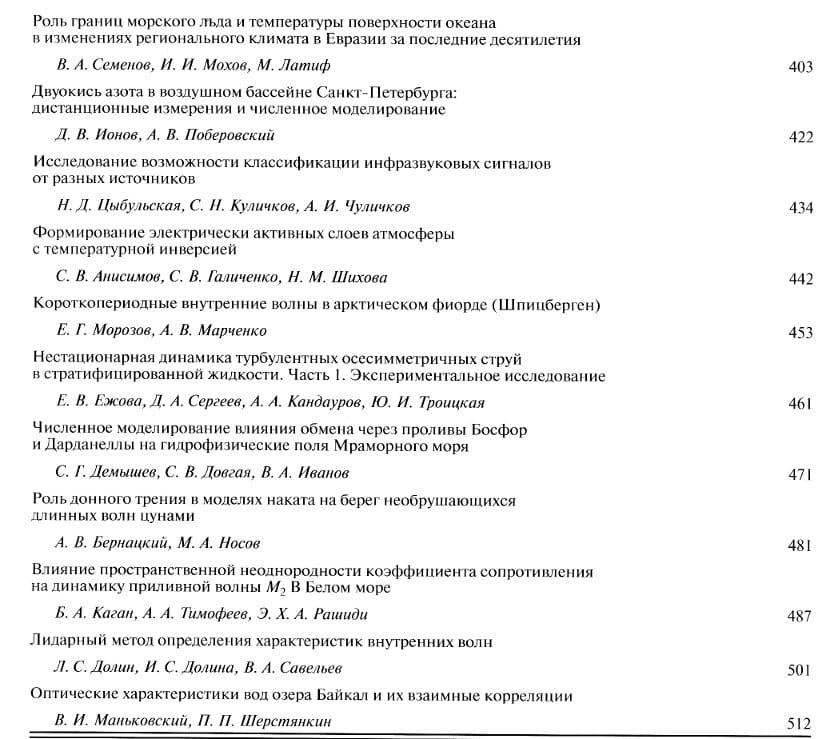 Роль границ морского льда и температуры поверхности океана
в изменениях регионального климата в Евразии за последние десятилетия
В. А. Семенов, И. И. Мохов, М. Латиф 403
Двуокись азота в воздушном бассейне Санкт-Петербурга:
дистанционные измерения и численное моделирование
Д. В. Ионов, А. В. Поберовский 422
Исследование возможности классификации инфразвуковых сигналов
от разных источников
Н. Д. Цыбульская, С. Н. Куличков, А. И. Чуличков 434
Формирование электрически активных слоев атмосферы
с температурной инверсией
С. В. Анисимов, С. В. Галиченко, Н. М. Шихова 442
Короткопериодные внутренние волны в арктическом фиорде (Шпицберген)
Е. Г. Морозов, А. В. Марченко 453
Нестационарная динамика турбулентных осесимметричных струй
в стратифицированной жидкости. Часть 1. Экспериментальное исследование
Е. В. Ежова, Д. А. Сергеев, А. А. Кандауров, Ю. И. Троицкая 461
Численное моделирование влияния обмена через проливы Босфор
и Дарданеллы на гидрофизические поля Мраморного моря
С. Г. Демышев, С. В. Довгая, В. А. Иванов 471
Роль донного трения в моделях наката на берег необрушающихся
длинных волн цунами
А. В. Бернацкий, М. А. Носов 481
Влияние пространственной неоднородности коэффициента сопротивления
на динамику приливной волны M₂ В Белом море
Б. А. Каган, А. А. Тимофеев, Э. Х. А. Рашиди 487
Лидарный метод определения характеристик внутренних волн
Л. С. Долин, И. С. Долина, В. А. Савельев 501
Оптические характеристики вод озера Байкал и их взаимные корреляции
В. И. Маньковский, П. П. Шерстянкин 512